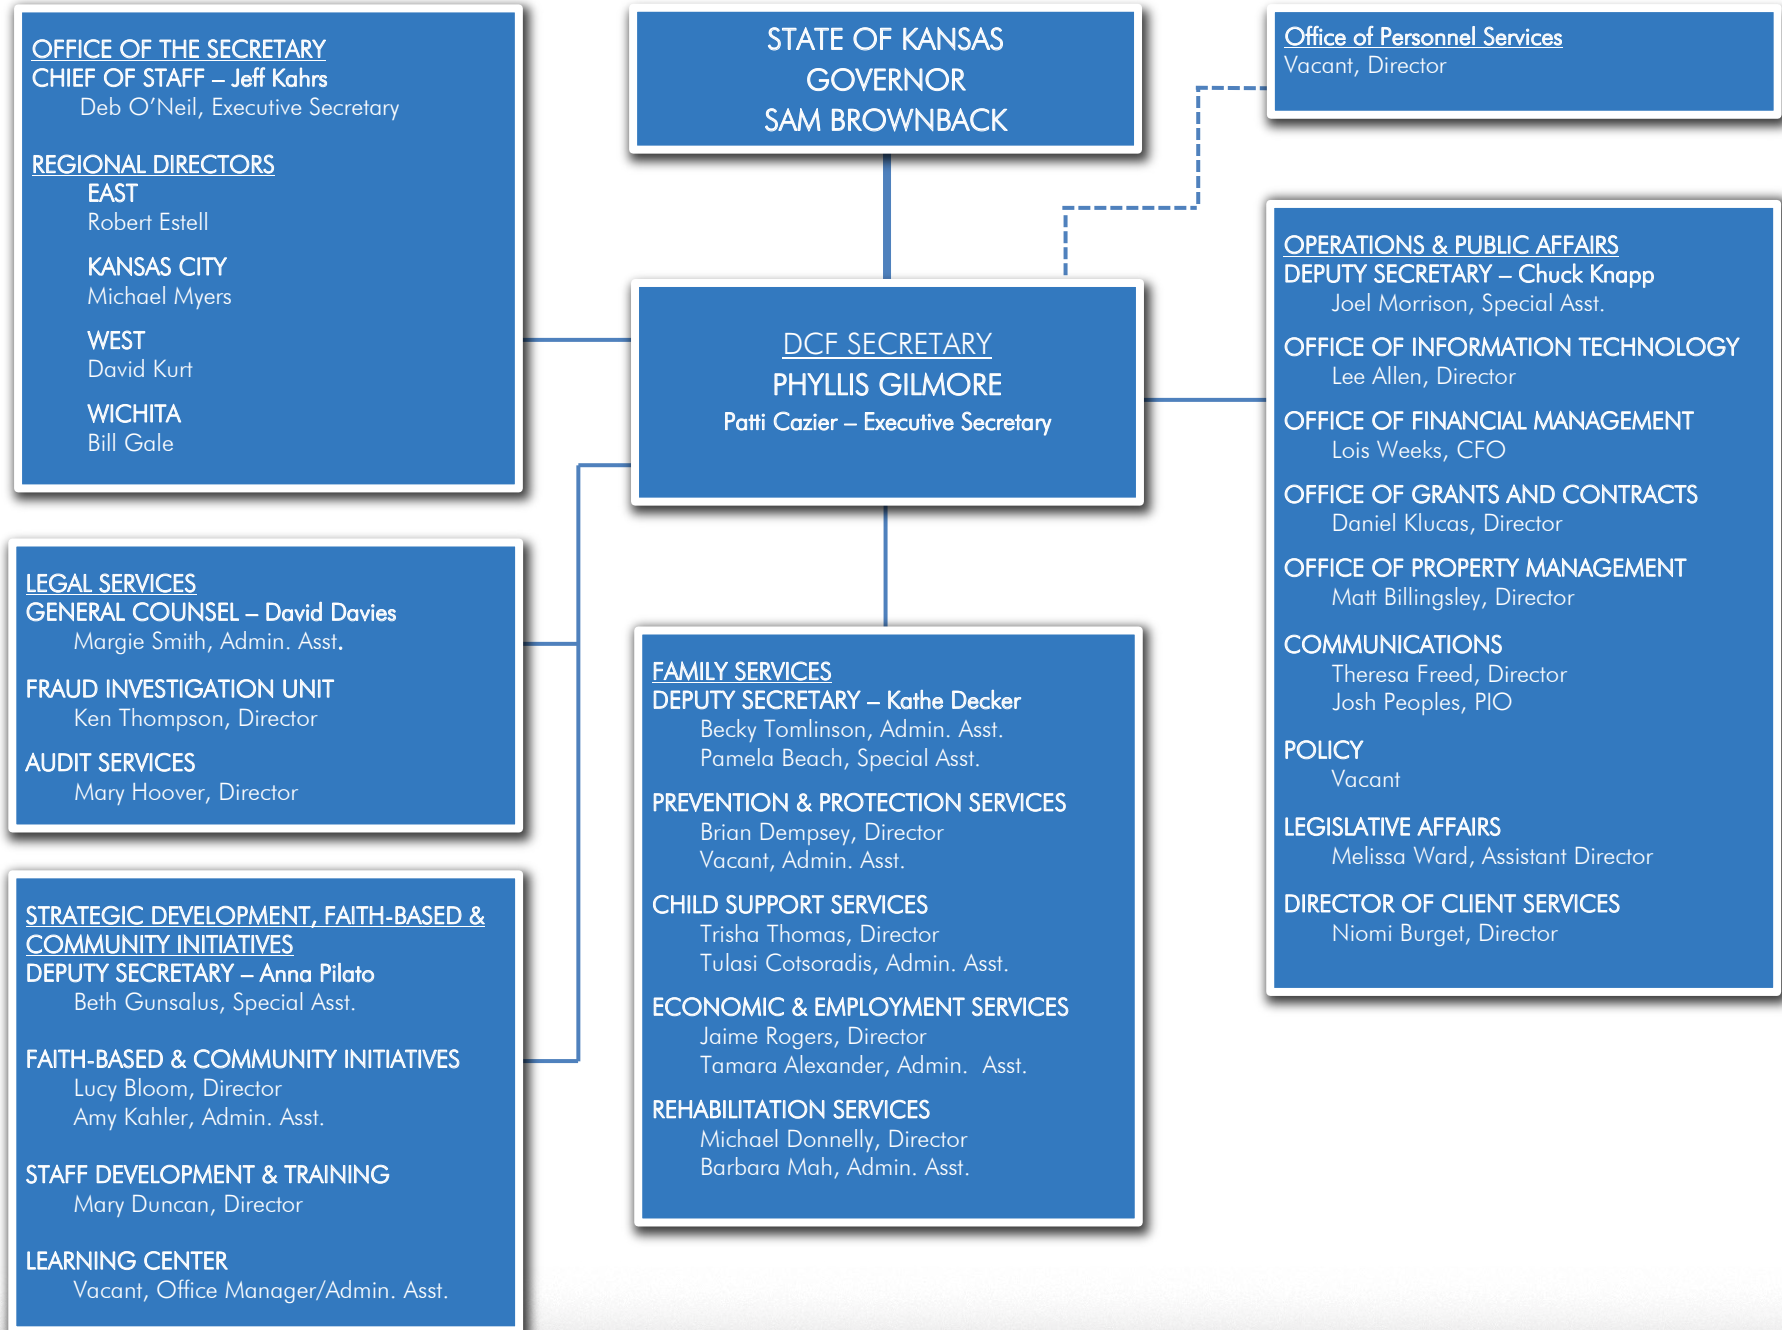 OFFICE OF THE SECRETARY
CHIEF OF STAFF – Jeff Kahrs
Deb O'Neil, Executive Secretary
REGIONAL DIRECTORS
EAST
Robert Estell
KANSAS CITY
Michael Myers
WEST
David Kurt
WICHITA
Bill Gale
STATE OF KANSAS
GOVERNOR
SAM BROWNBACK
Office of Personnel Services
Vacant, Director
DCF SECRETARY
PHYLLIS GILMORE
Patti Cazier – Executive Secretary
OPERATIONS & PUBLIC AFFAIRS
DEPUTY SECRETARY – Chuck Knapp
Joel Morrison, Special Asst.
OFFICE OF INFORMATION TECHNOLOGY
Lee Allen, Director
OFFICE OF FINANCIAL MANAGEMENT
Lois Weeks, CFO
OFFICE OF GRANTS AND CONTRACTS
Daniel Klucas, Director
OFFICE OF PROPERTY MANAGEMENT
Matt Billingsley, Director
COMMUNICATIONS
Theresa Freed, Director
Josh Peoples, PIO
POLICY
Vacant
LEGISLATIVE AFFAIRS
Melissa Ward, Assistant Director
DIRECTOR OF CLIENT SERVICES
Niomi Burget, Director
LEGAL SERVICES
GENERAL COUNSEL – David Davies
Margie Smith, Admin. Asst.
FRAUD INVESTIGATION UNIT
Ken Thompson, Director
AUDIT SERVICES
Mary Hoover, Director
FAMILY SERVICES
DEPUTY SECRETARY – Kathe Decker
Becky Tomlinson, Admin. Asst.
Pamela Beach, Special Asst.
PREVENTION & PROTECTION SERVICES
Brian Dempsey, Director
Vacant, Admin. Asst.
CHILD SUPPORT SERVICES
Trisha Thomas, Director
Tulasi Cotsoradis, Admin. Asst.
ECONOMIC & EMPLOYMENT SERVICES
Jaime Rogers, Director
Tamara Alexander, Admin. Asst.
REHABILITATION SERVICES
Michael Donnelly, Director
Barbara Mah, Admin. Asst.
STRATEGIC DEVELOPMENT, FAITH-BASED &
COMMUNITY INITIATIVES
DEPUTY SECRETARY – Anna Pilato
Beth Gunsalus, Special Asst.
FAITH-BASED & COMMUNITY INITIATIVES
Lucy Bloom, Director
Amy Kahler, Admin. Asst.
STAFF DEVELOPMENT & TRAINING
Mary Duncan, Director
LEARNING CENTER
Vacant, Office Manager/Admin. Asst.